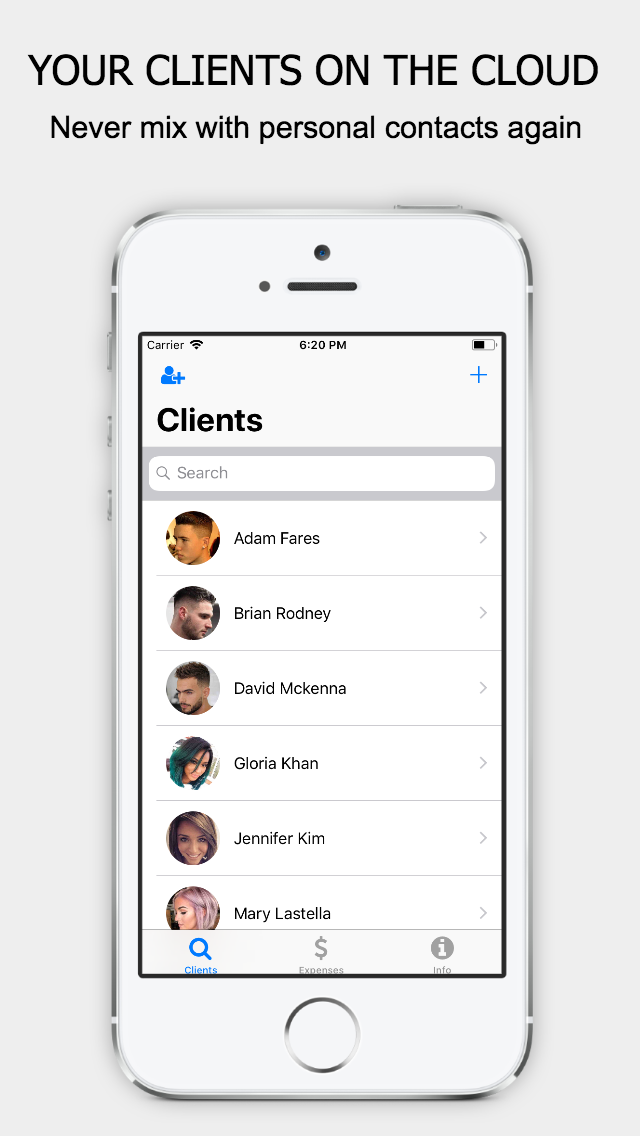 YOUR CLIENTS ON THE CLOUD
Never mix with personal contacts again
Carrier 6:20 PM
Clients
Search
Adam Fares
Brian Rodney
David Mckenna
Gloria Khan
Jennifer Kim
Mary Lastella
Clients Expenses Info